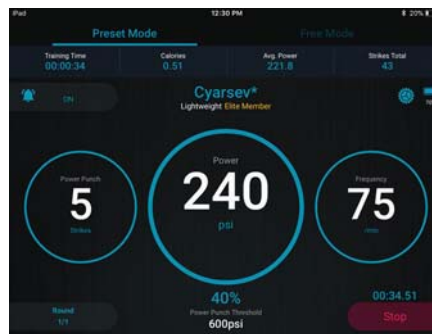 iPad 12:30 PM 20%
Preset Mode Free Mode
Training Time Calories Avg. Power Strikes Total
00:00:34 0.51 221.8 43
ON
Cyarsev*
Lightweight Elite Member
Power Punch Power Frequency
5 240 75
Strikes psi /min
40%
Power Punch Threshold
600psi
00:34.51
Round
1/1
Stop